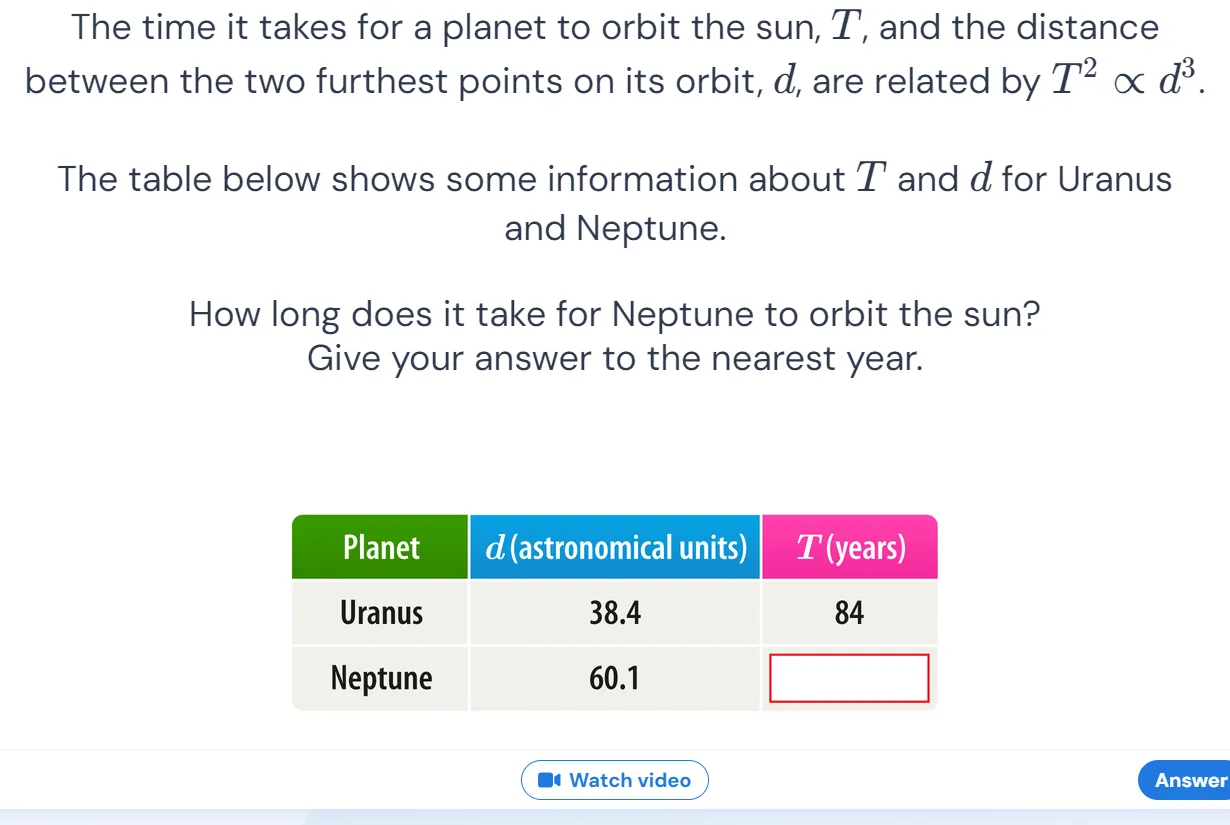 The time it takes for a planet to orbit the sun, T, and the distance
between the two furthest points on its orbit, d, are related by T² ∝ d³.
The table below shows some information about T and d for Uranus
and Neptune.
How long does it take for Neptune to orbit the sun?
Give your answer to the nearest year.
Planet d (astronomical units) T (years)
Uranus 38.4 84
Neptune 60.1
Watch video
Answer